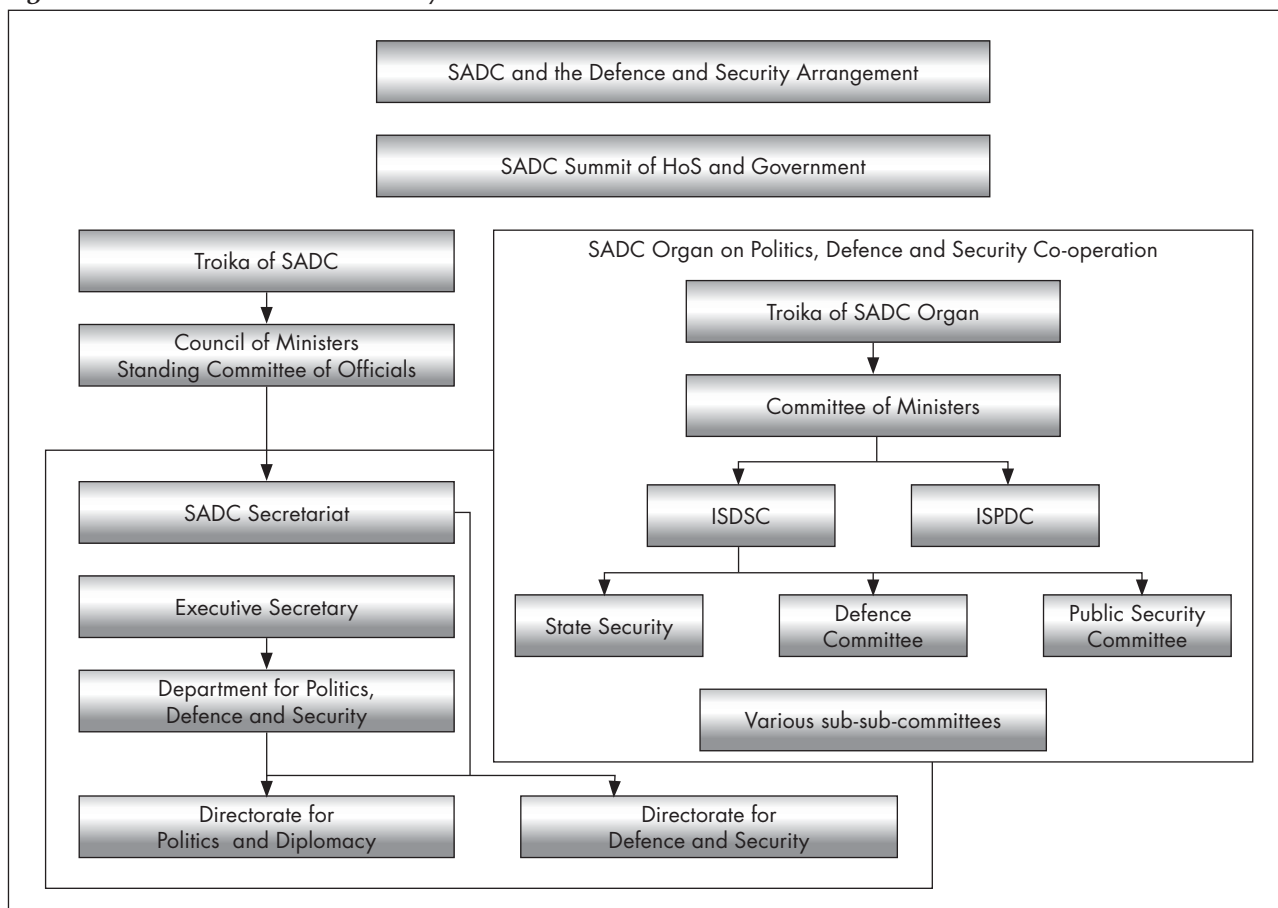 SADC and the Defence and Security Arrangement
SADC Summit of HoS and Government
Troika of SADC
Council of Ministers
Standing Committee of Officials
SADC Secretariat
Executive Secretary
Department for Politics,
Defence and Security
Directorate for
Politics and Diplomacy
Directorate for
Defence and Security
SADC Organ on Politics, Defence and Security Co-operation
Troika of SADC Organ
Committee of Ministers
ISDSC
ISPDC
State Security
Defence
Committee
Public Security
Committee
Various sub-sub-committees